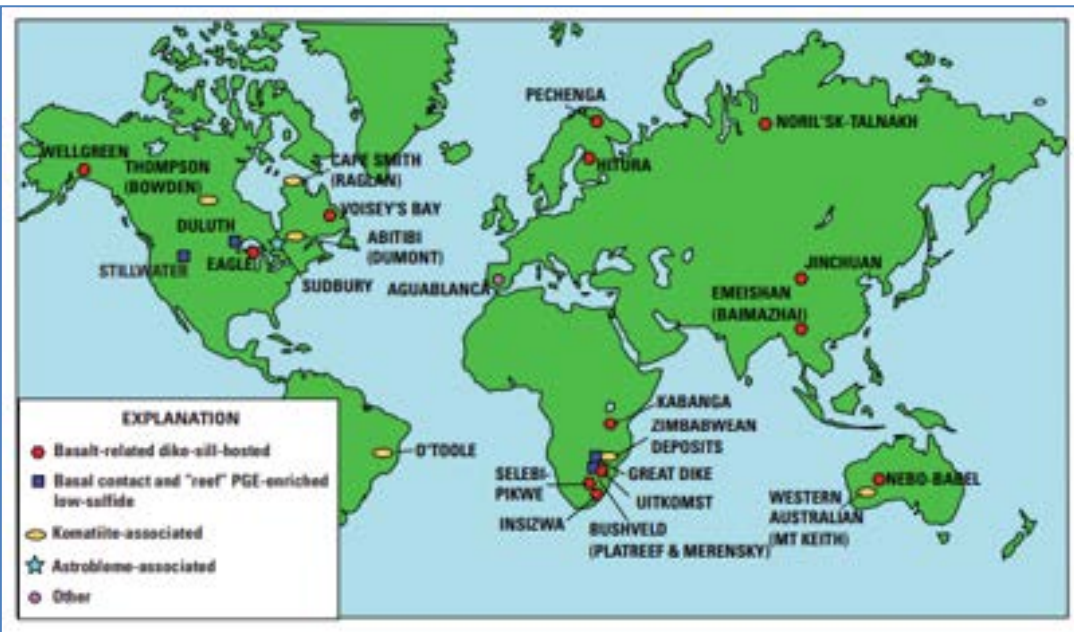 PECHENGA
NORIL'SK-TALNAKH
WELLGREEN
THOMPSON
(BOWDEN)
CAPE SMITH
(RAGLAN)
HITURA
VOISEY'S BAY
DULUTH
ABITIBI
(DUMONT)
EAGLE
STILLWATER
SUDBURY
AGUABLANCA
JINCHUAN
EMEISHAN
(BAIMAZHAI)
KABANGA
ZIMBABWEAN
DEPOSITS
O'TOOLE
SELEBI-
PIKWE
GREAT DIKE
UITKOMST
INSIZWA
BUSHVELD
(PLATREEF & MERENSKY)
NEBO-BABEL
WESTERN
AUSTRALIAN
(MT KEITH)
EXPLANATION
Basalt-related dike-sill-hosted
Basal contact and "reef" PGE-enriched
low-sulfide
Komatiite-associated
Astrobleme-associated
Other